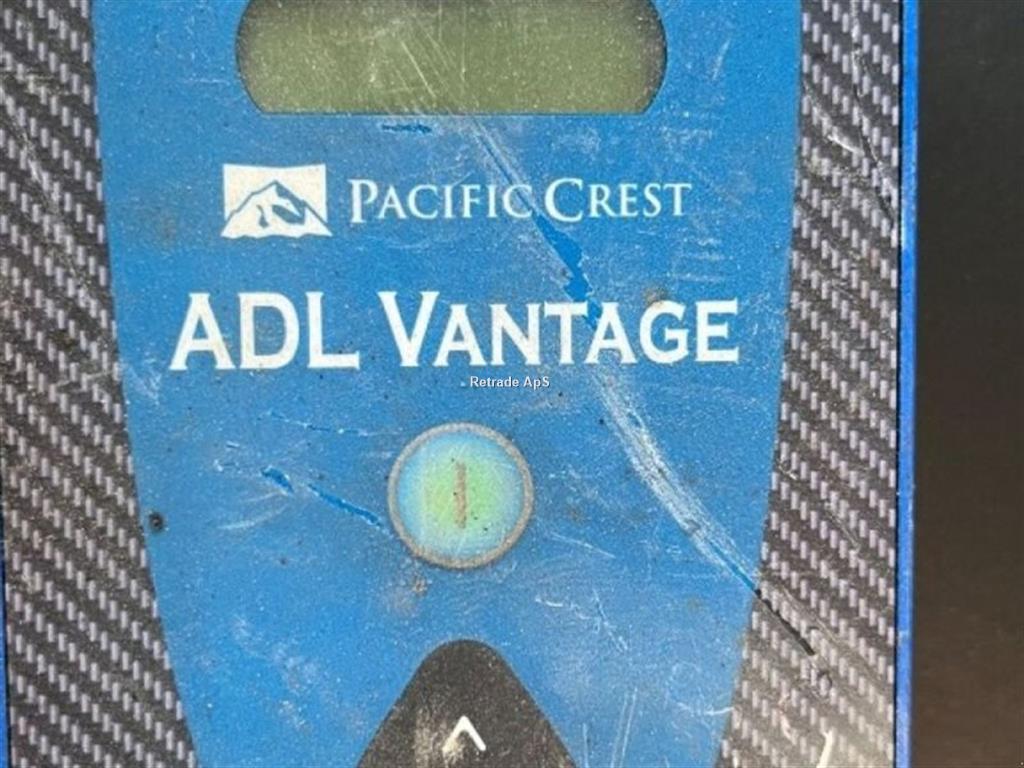 PACIFIC CREST
ADL VANTAGE
Retrade ApS